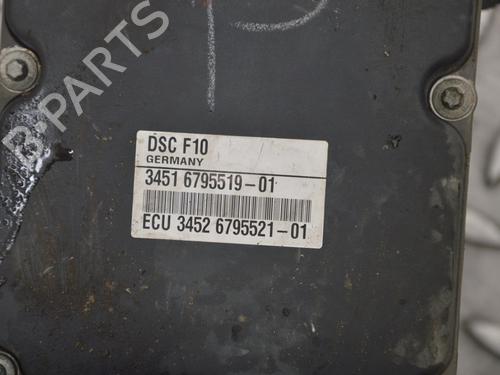 B-PARTS
DSC F10
GERMANY
3451 6795519-01
ECU 3452 6795521-01